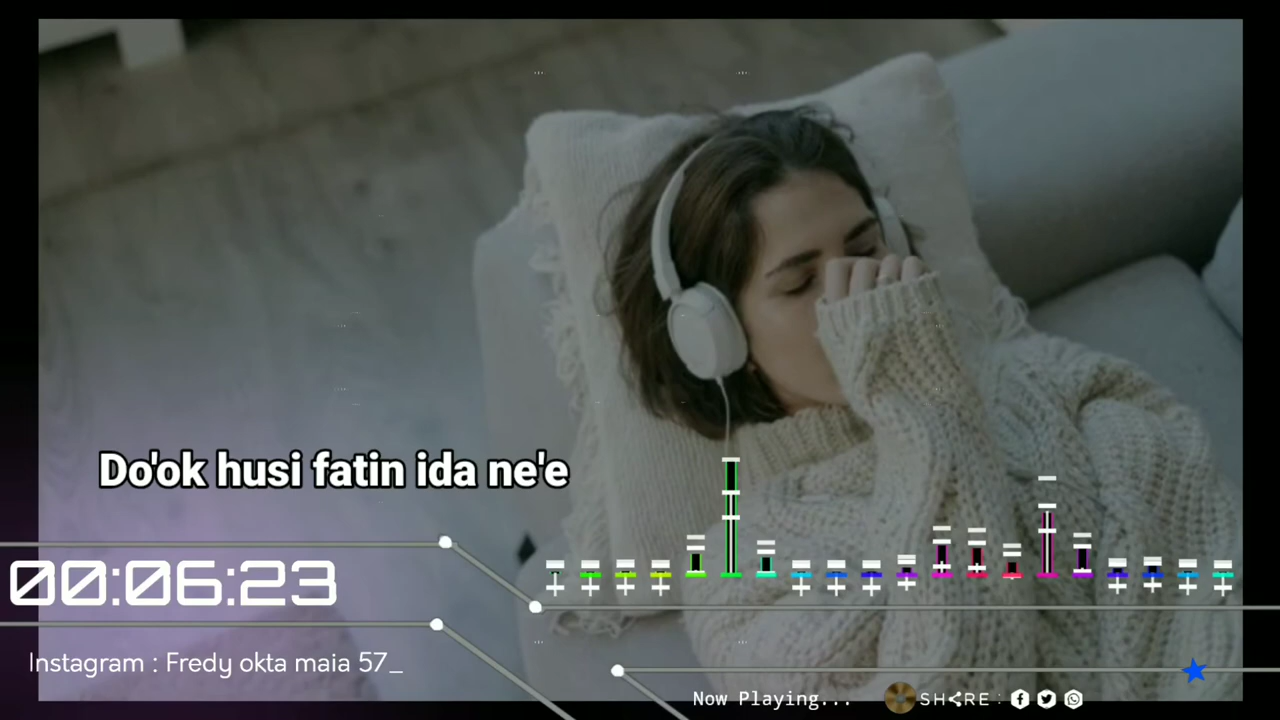 Do'ok husi fatin ida ne'e
00:06:23
Instagram : Fredy okta maia 57_
Now Playing...
SHARE :